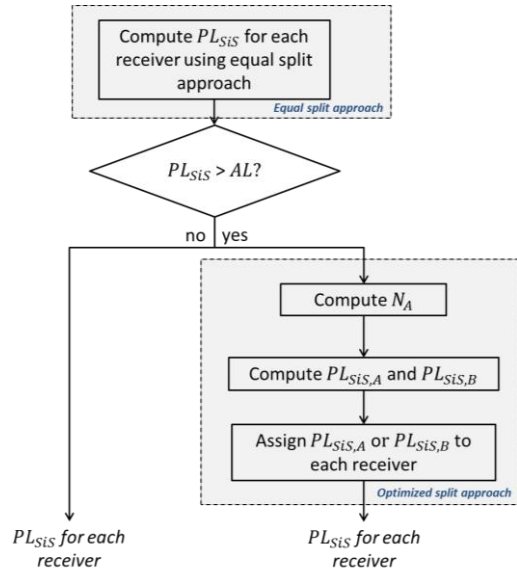 Compute PL_SiS for each
receiver using equal split
approach
Equal split approach
PL_SiS > AL?
no yes
Compute N_A
Compute PL_SiS,A and PL_SiS,B
Assign PL_SiS,A or PL_SiS,B to
each receiver
Optimized split approach
PL_SiS for each
receiver
PL_SiS for each
receiver